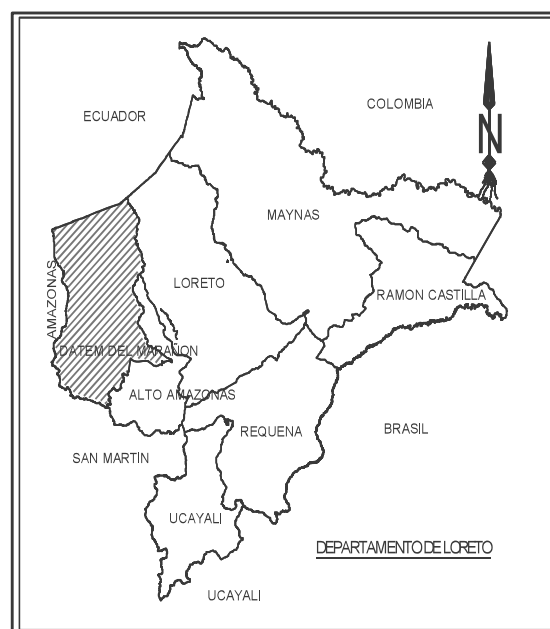 COLOMBIA
ECUADOR
N
MAYNAS
AMAZONAS
LORETO
RAMON CASTILLA
DATEM DEL MARAÑON
ALTO AMAZONAS
REQUENA
BRASIL
SAN MARTIN
UCAYALI
DEPARTAMENTO DE LORETO
UCAYALI